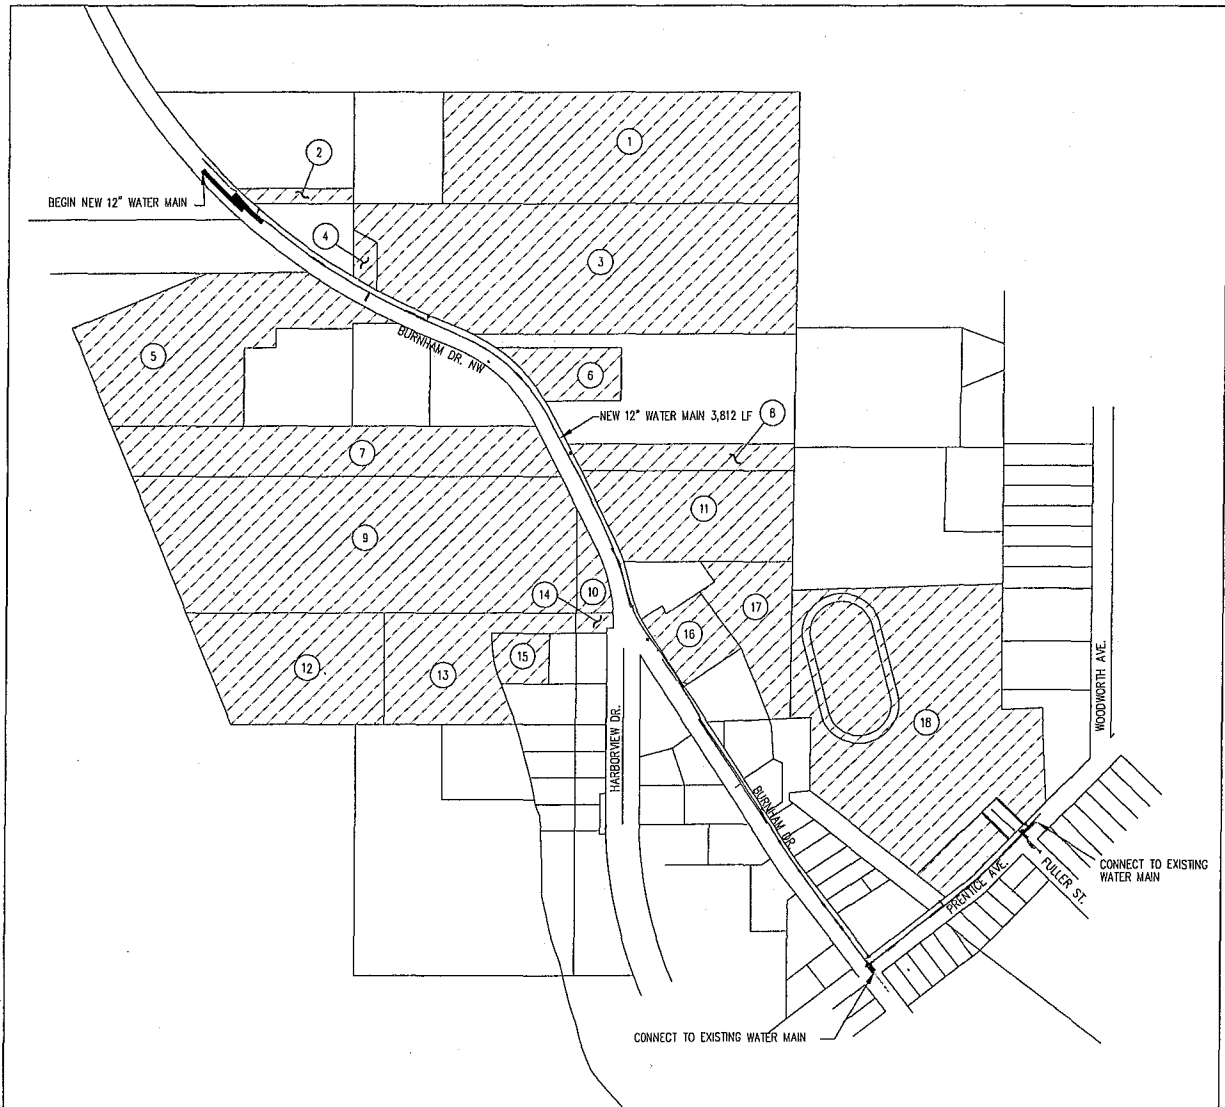 1
2
BEGIN NEW 12" WATER MAIN
4
3
5
BURNHAM DR. NW
6
NEW 12" WATER MAIN 3,812 LF
8
7
11
9
10
14
17
16
15
12
13
18
HARBORVIEW DR.
WOODWORTH AVE.
BURNHAM DR.
PRENTICE AVE.
FULLER ST.
CONNECT TO EXISTING
WATER MAIN
CONNECT TO EXISTING WATER MAIN